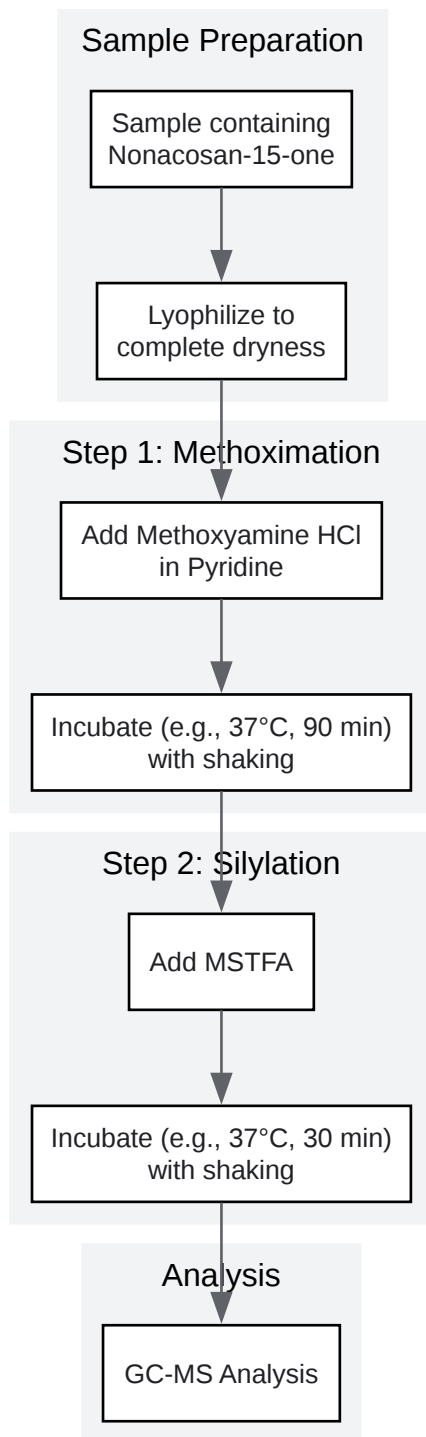 Sample Preparation
Sample containing
Nonacosan-15-one
Lyophilize to
complete dryness
Step 1: Methoximation
Add Methoxyamine HCl
in Pyridine
Incubate (e.g., 37°C, 90 min)
with shaking
Step 2: Silylation
Add MSTFA
Incubate (e.g., 37°C, 30 min)
with shaking
Analysis
GC-MS Analysis